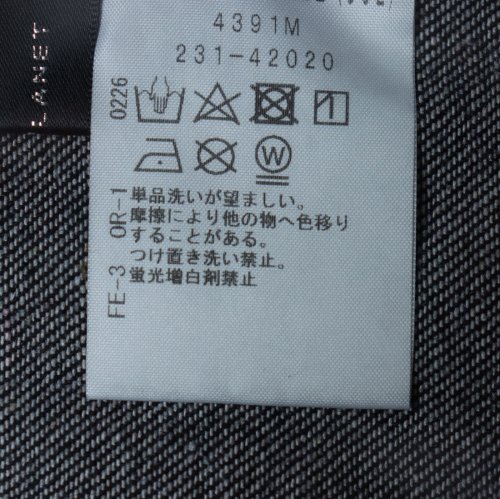 4391M
231-42020
0226
W
OR-1
単品洗いが望ましい。
摩擦により他の物へ色移り
することがある。
FE-3
つけ置き洗い禁止。
蛍光増白剤禁止。
LANET